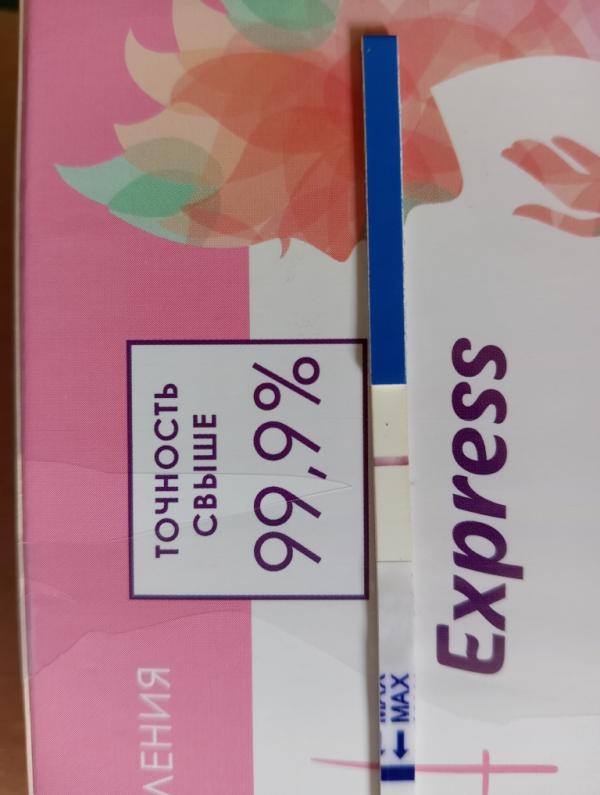 ТОЧНОСТЬ
СВЫШЕ
99,9%
Express
ЛЕНИЯ
MAX
MAX